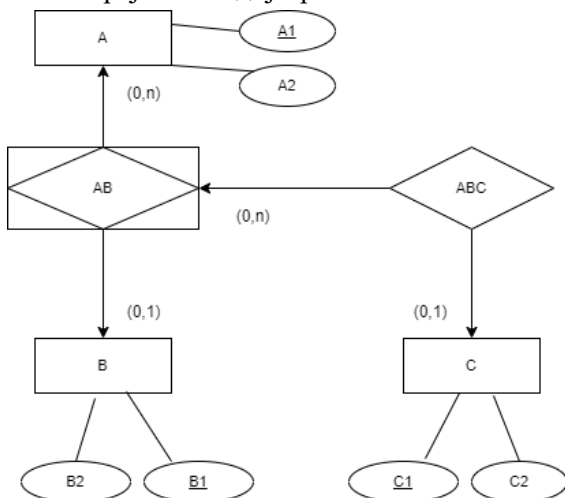 A
A1
A2
(0,n)
AB
ABC
(0,n)
(0,1)
(0,1)
B
C
B2
B1
C1
C2